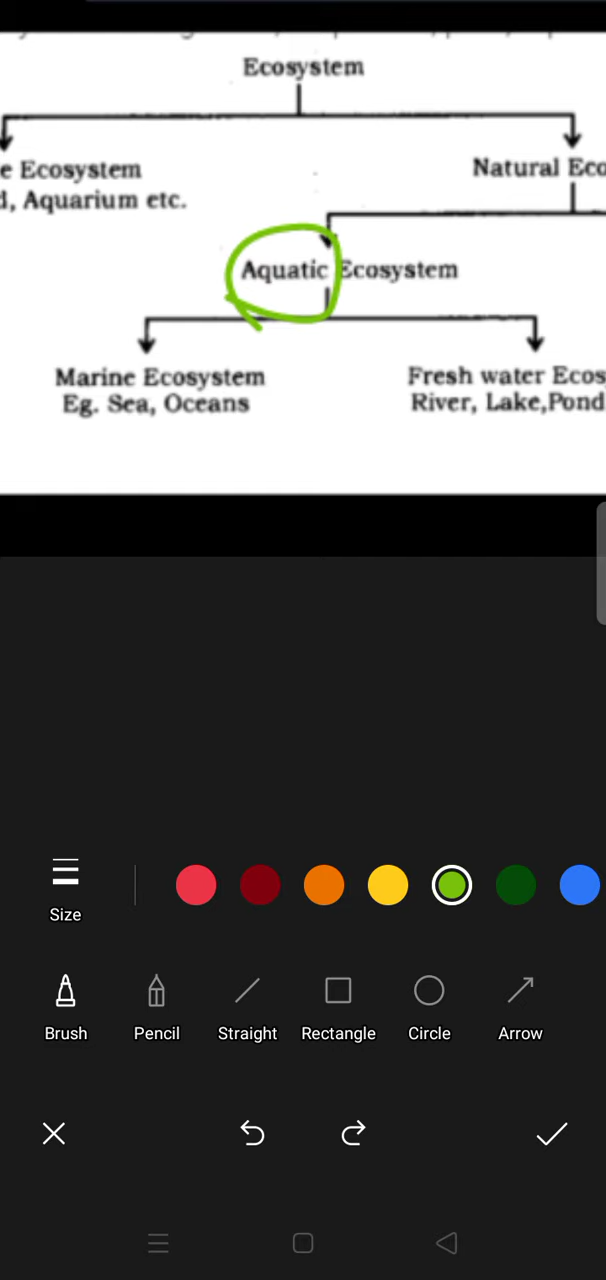 Ecosystem
e Ecosystem
Natural Eco
d, Aquarium etc.
Aquatic Ecosystem
Marine Ecosystem
Fresh water Ecos
Eg. Sea, Oceans
River, Lake,Pond
Size
Brush
Pencil
Straight
Rectangle
Circle
Arrow